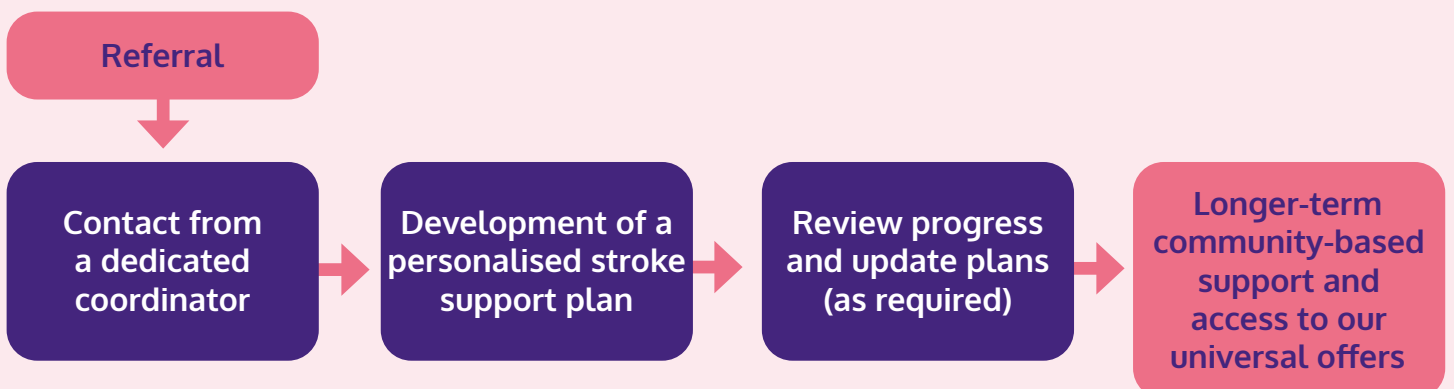 Referral
Contact from
a dedicated
coordinator
Development of a
personalised stroke
support plan
Review progress
and update plans
(as required)
Longer-term
community-based
support and
access to our
universal offers